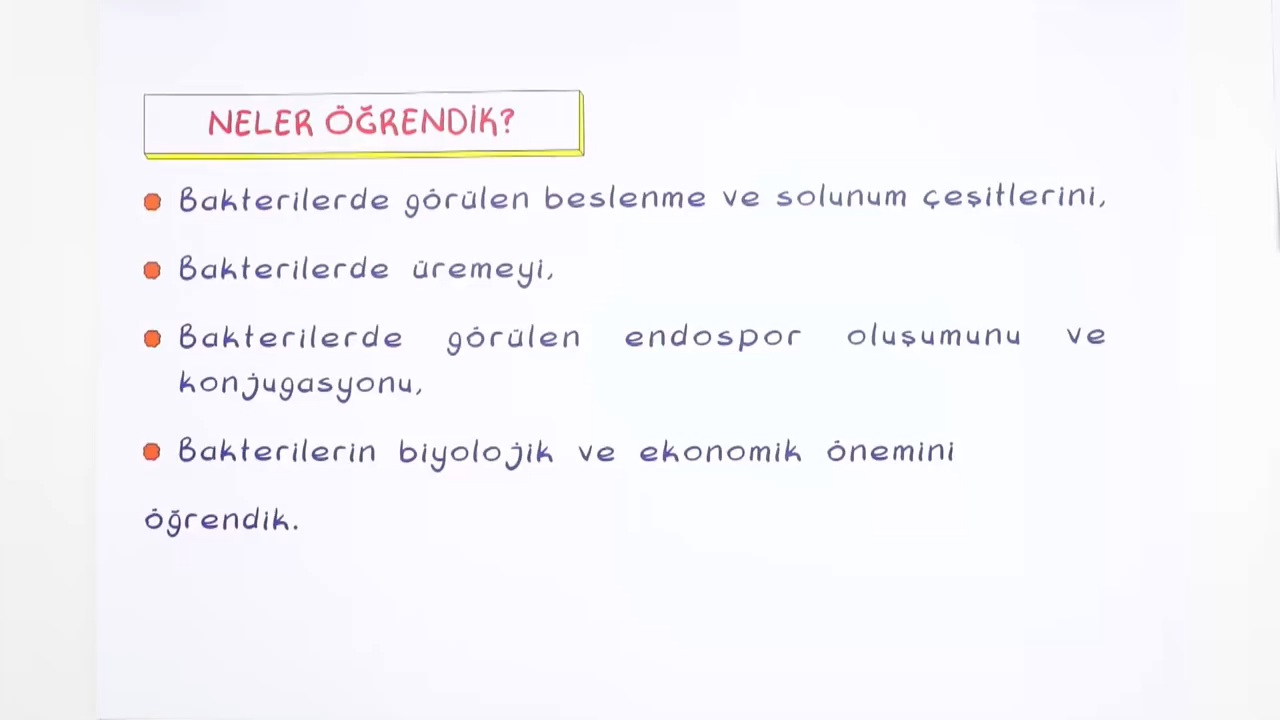 NELER ÖĞRENDİK?
Bakterilerde görülen beslenme ve solunum çeşitlerini,
Bakterilerde üremeyi,
Bakterilerde görülen endospor oluşumunu ve
konjugasyonu,
Bakterilerin biyolojik ve ekonomik önemini
öğrendik.